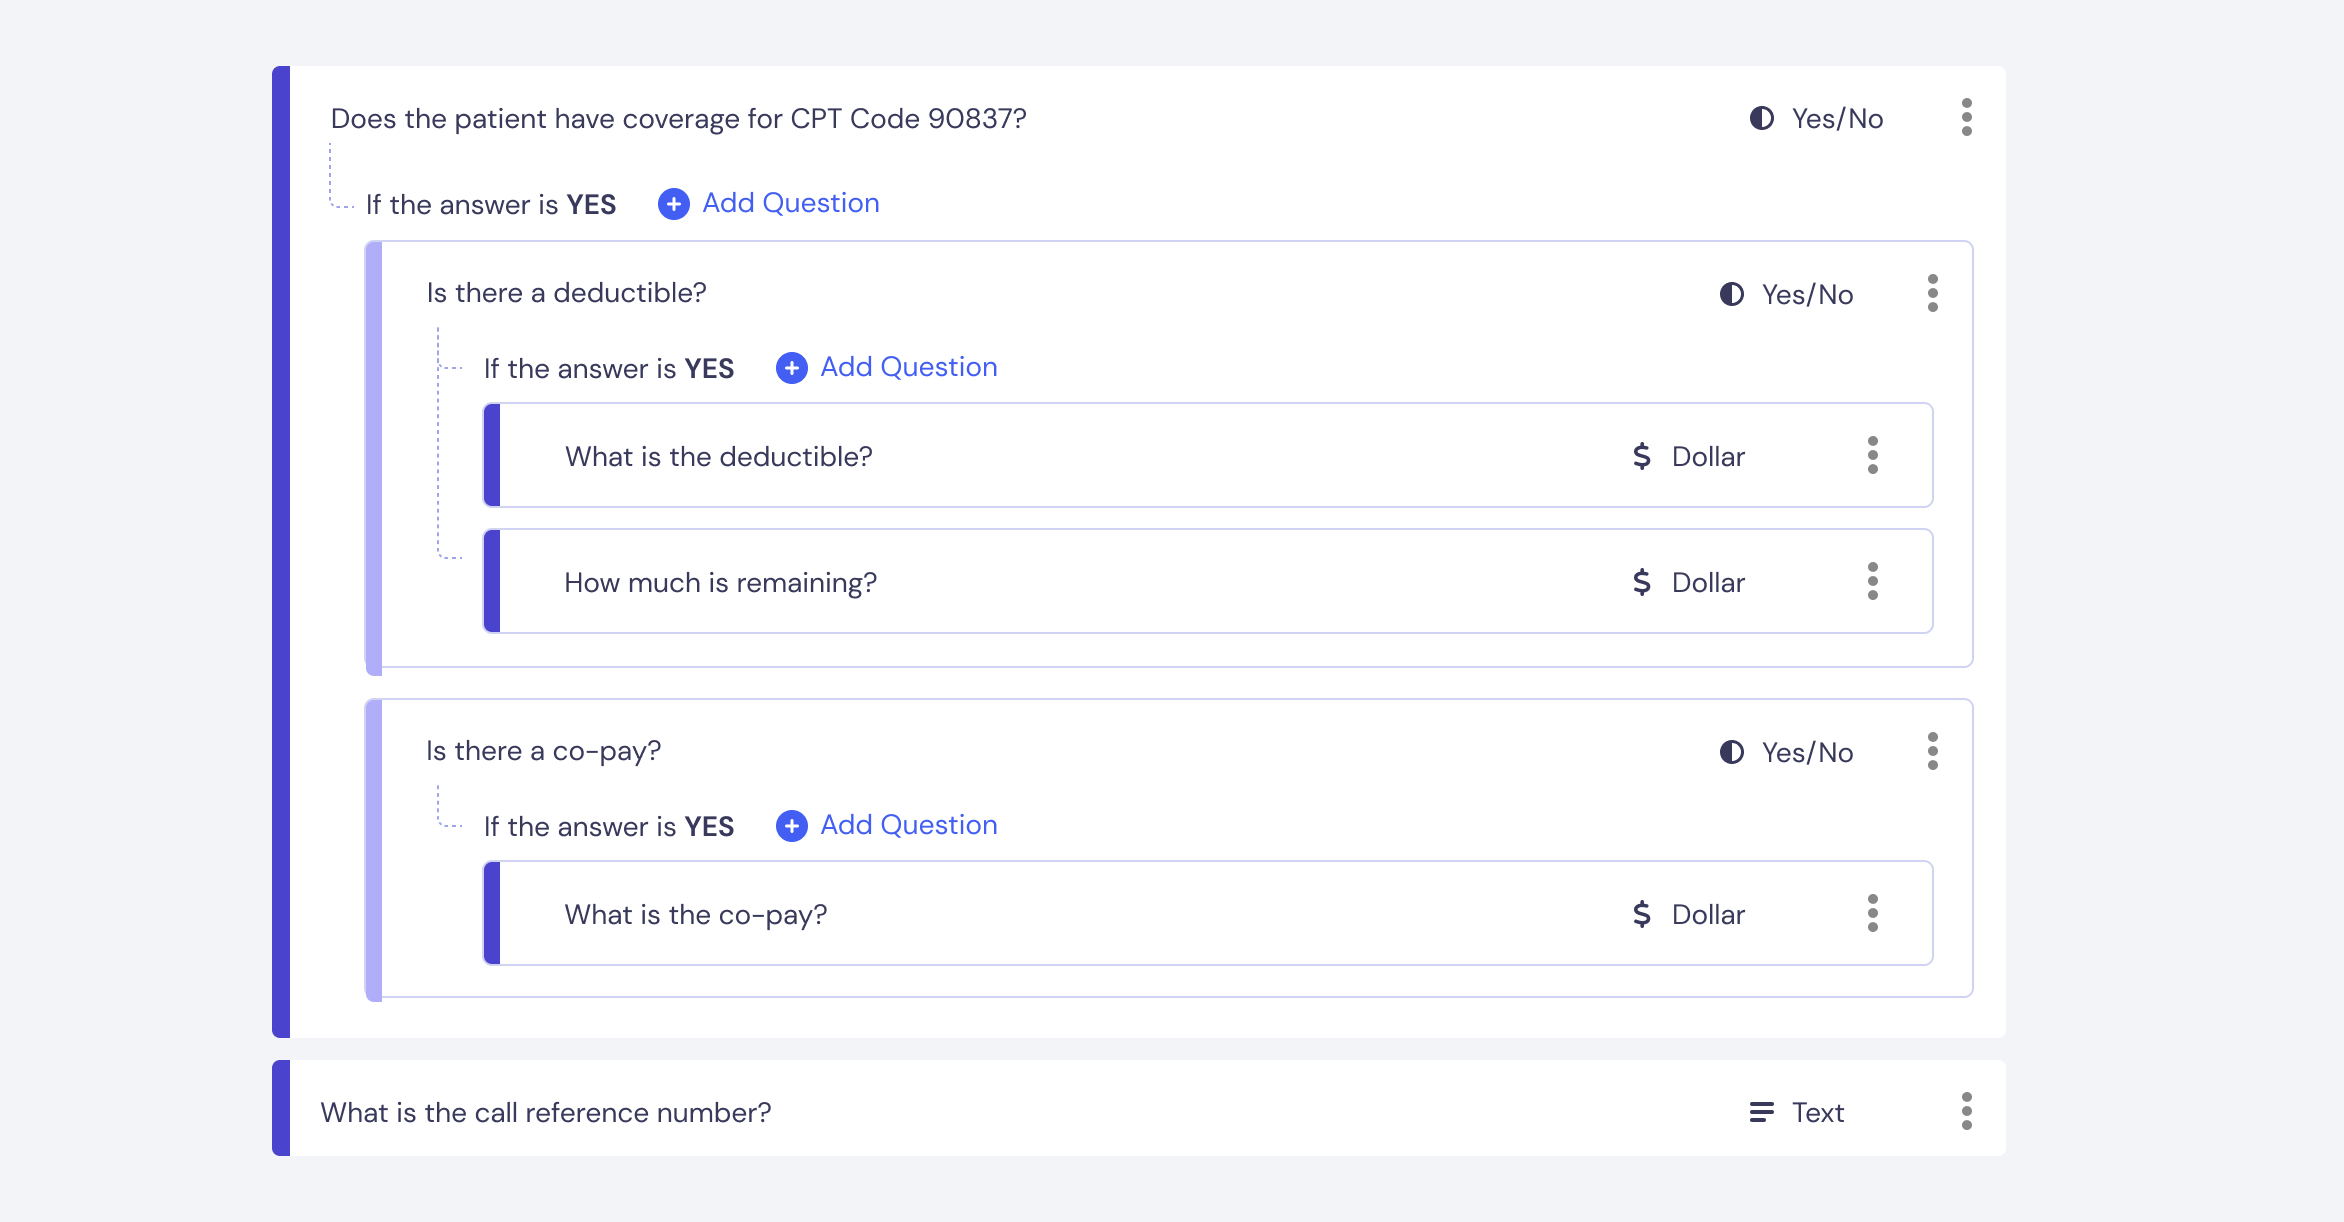 Does the patient have coverage for CPT Code 90837? Yes/No
If the answer is YES Add Question
Is there a deductible? Yes/No
If the answer is YES Add Question
What is the deductible? $ Dollar
How much is remaining? $ Dollar
Is there a co-pay? Yes/No
If the answer is YES Add Question
What is the co-pay? $ Dollar
What is the call reference number? Text